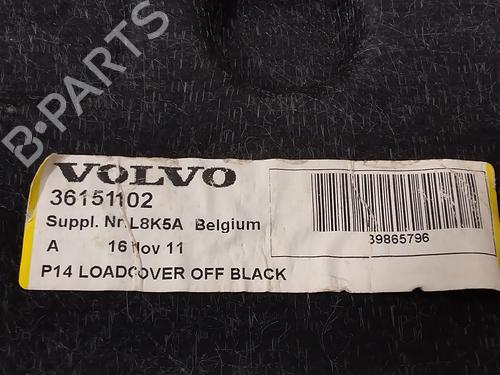 B-PARTS
VOLVO
36151102
Suppl. Nr. L8K5A Belgium
A 16 Nov 11
39865796
P14 LOADCOVER OFF BLACK